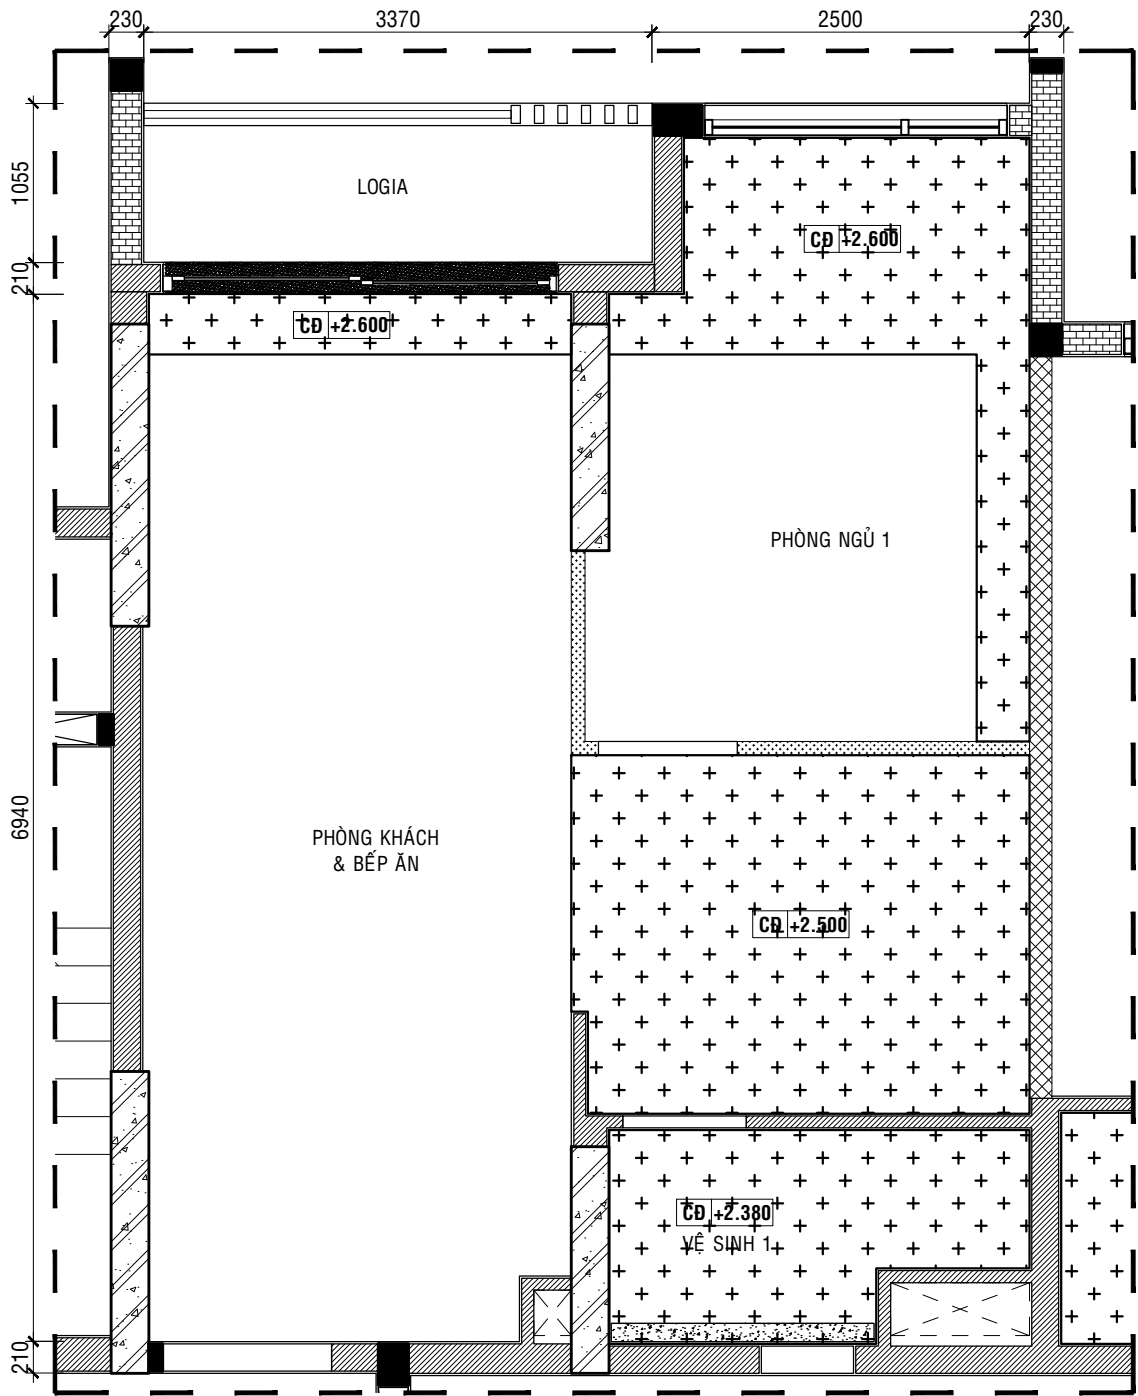 230
3370
2500
230
1055
LOGIA
CĐ +2.600
210
CĐ +2.600
PHÒNG NGỦ 1
6940
PHÒNG KHÁCH
& BẾP ĂN
CĐ +2.500
CĐ +2.380
VỆ SINH 1
210